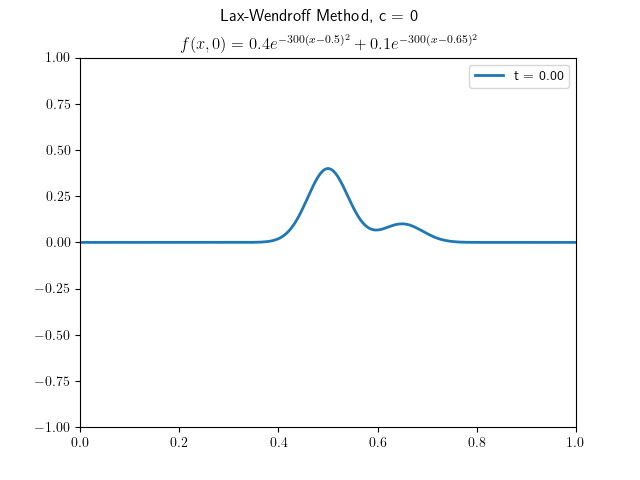 Lax-Wendroff Method, c = 0
f(x, 0) = 0.4e^{-300(x-0.5)^2} + 0.1e^{-300(x-0.65)^2}
t = 0.00
1.00
0.75
0.50
0.25
0.00
−0.25
−0.50
−0.75
−1.00
0.0 0.2 0.4 0.6 0.8 1.0